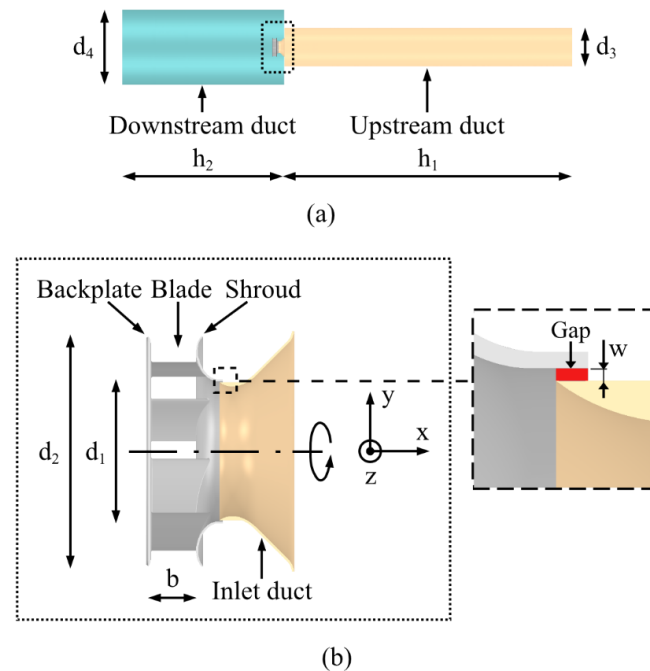 d4
d3
Downstream duct
Upstream duct
h2
h1
(a)
Backplate Blade Shroud
Gap
w
y
d2
d1
x
z
b
Inlet duct
(b)